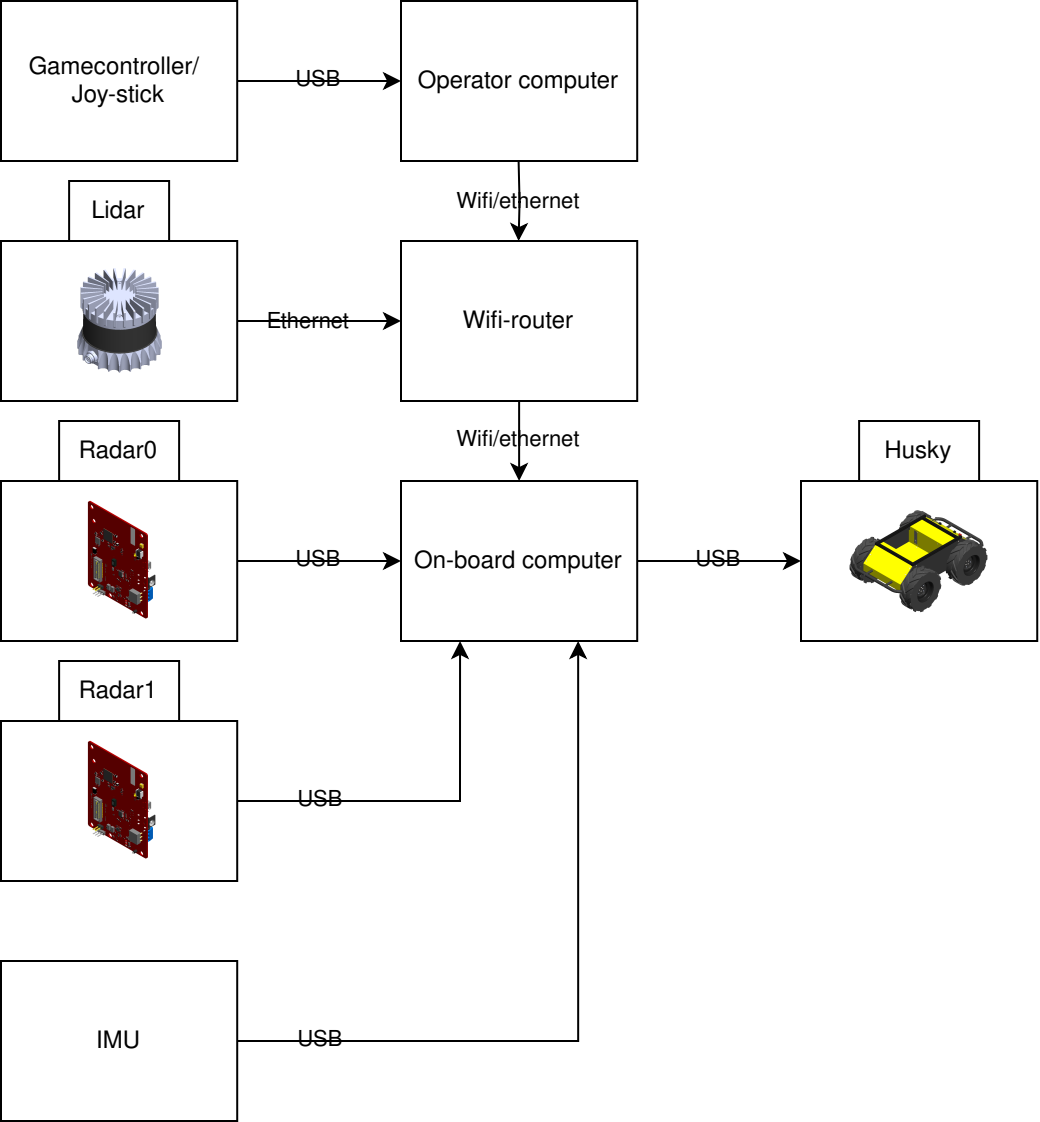 Gamecontroller/
Joy-stick
USB
Operator computer
Wifi/ethernet
Lidar
Ethernet
Wifi-router
Wifi/ethernet
Radar0
USB
On-board computer
USB
Husky
Radar1
USB
IMU
USB